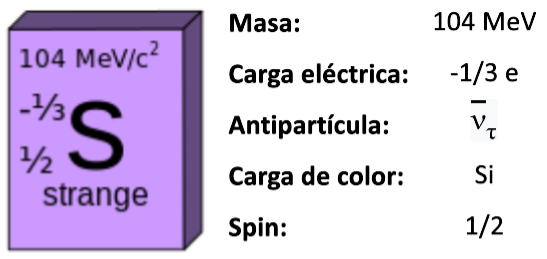 104 MeV/c²
-⅓
½
S
strange
Masa: 104 MeV
Carga eléctrica: -1/3 e
Antipartícula: ν̅τ
Carga de color: Si
Spin: 1/2